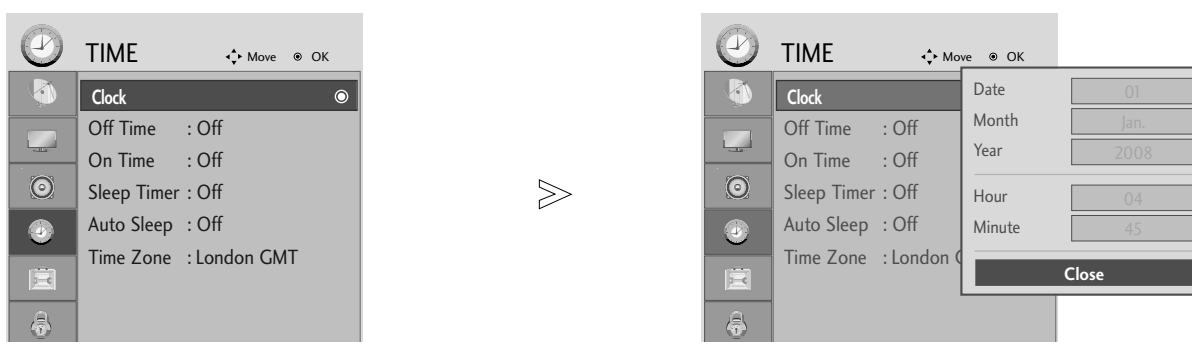 TIME
Move OK
Clock
Off Time : Off
On Time : Off
Sleep Timer : Off
Auto Sleep : Off
Time Zone : London GMT
TIME
Move OK
Clock
Off Time : Off
On Time : Off
Sleep Timer : Off
Auto Sleep : Off
Time Zone : London
Date 01
Month Jan.
Year 2008
Hour 04
Minute 45
Close